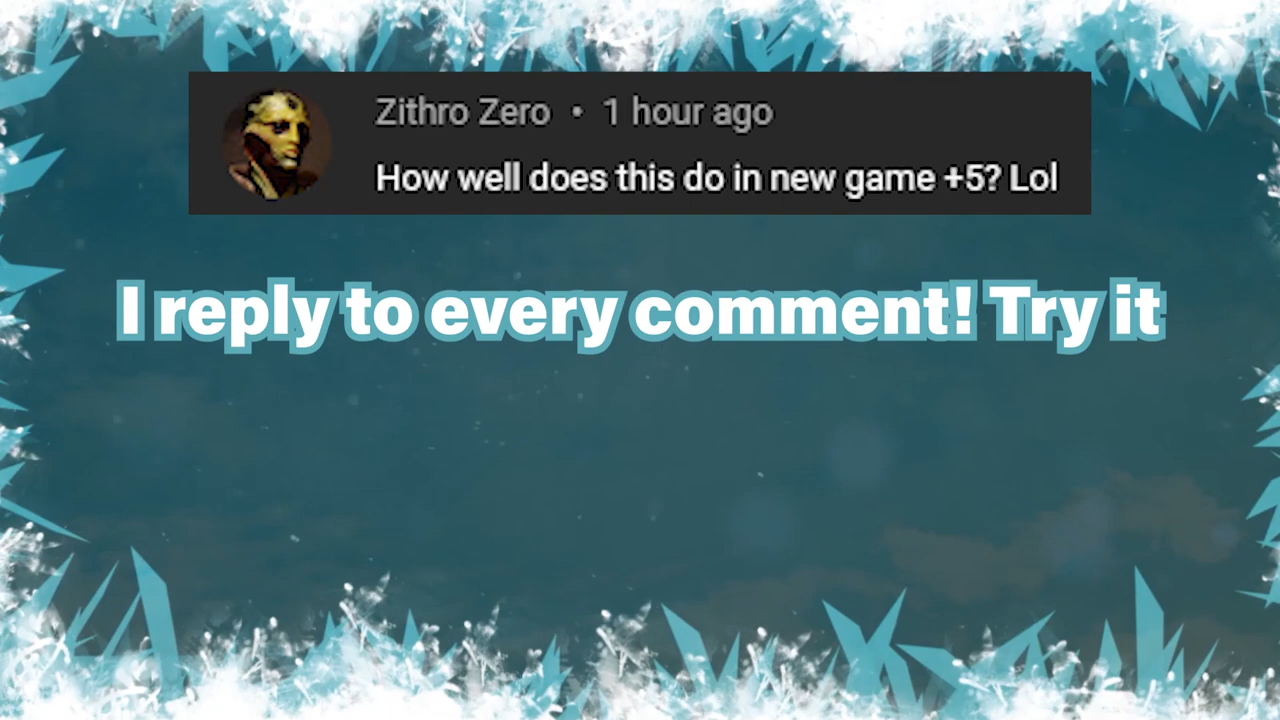 Zithro Zero • 1 hour ago
How well does this do in new game +5? Lol
I reply to every comment! Try it